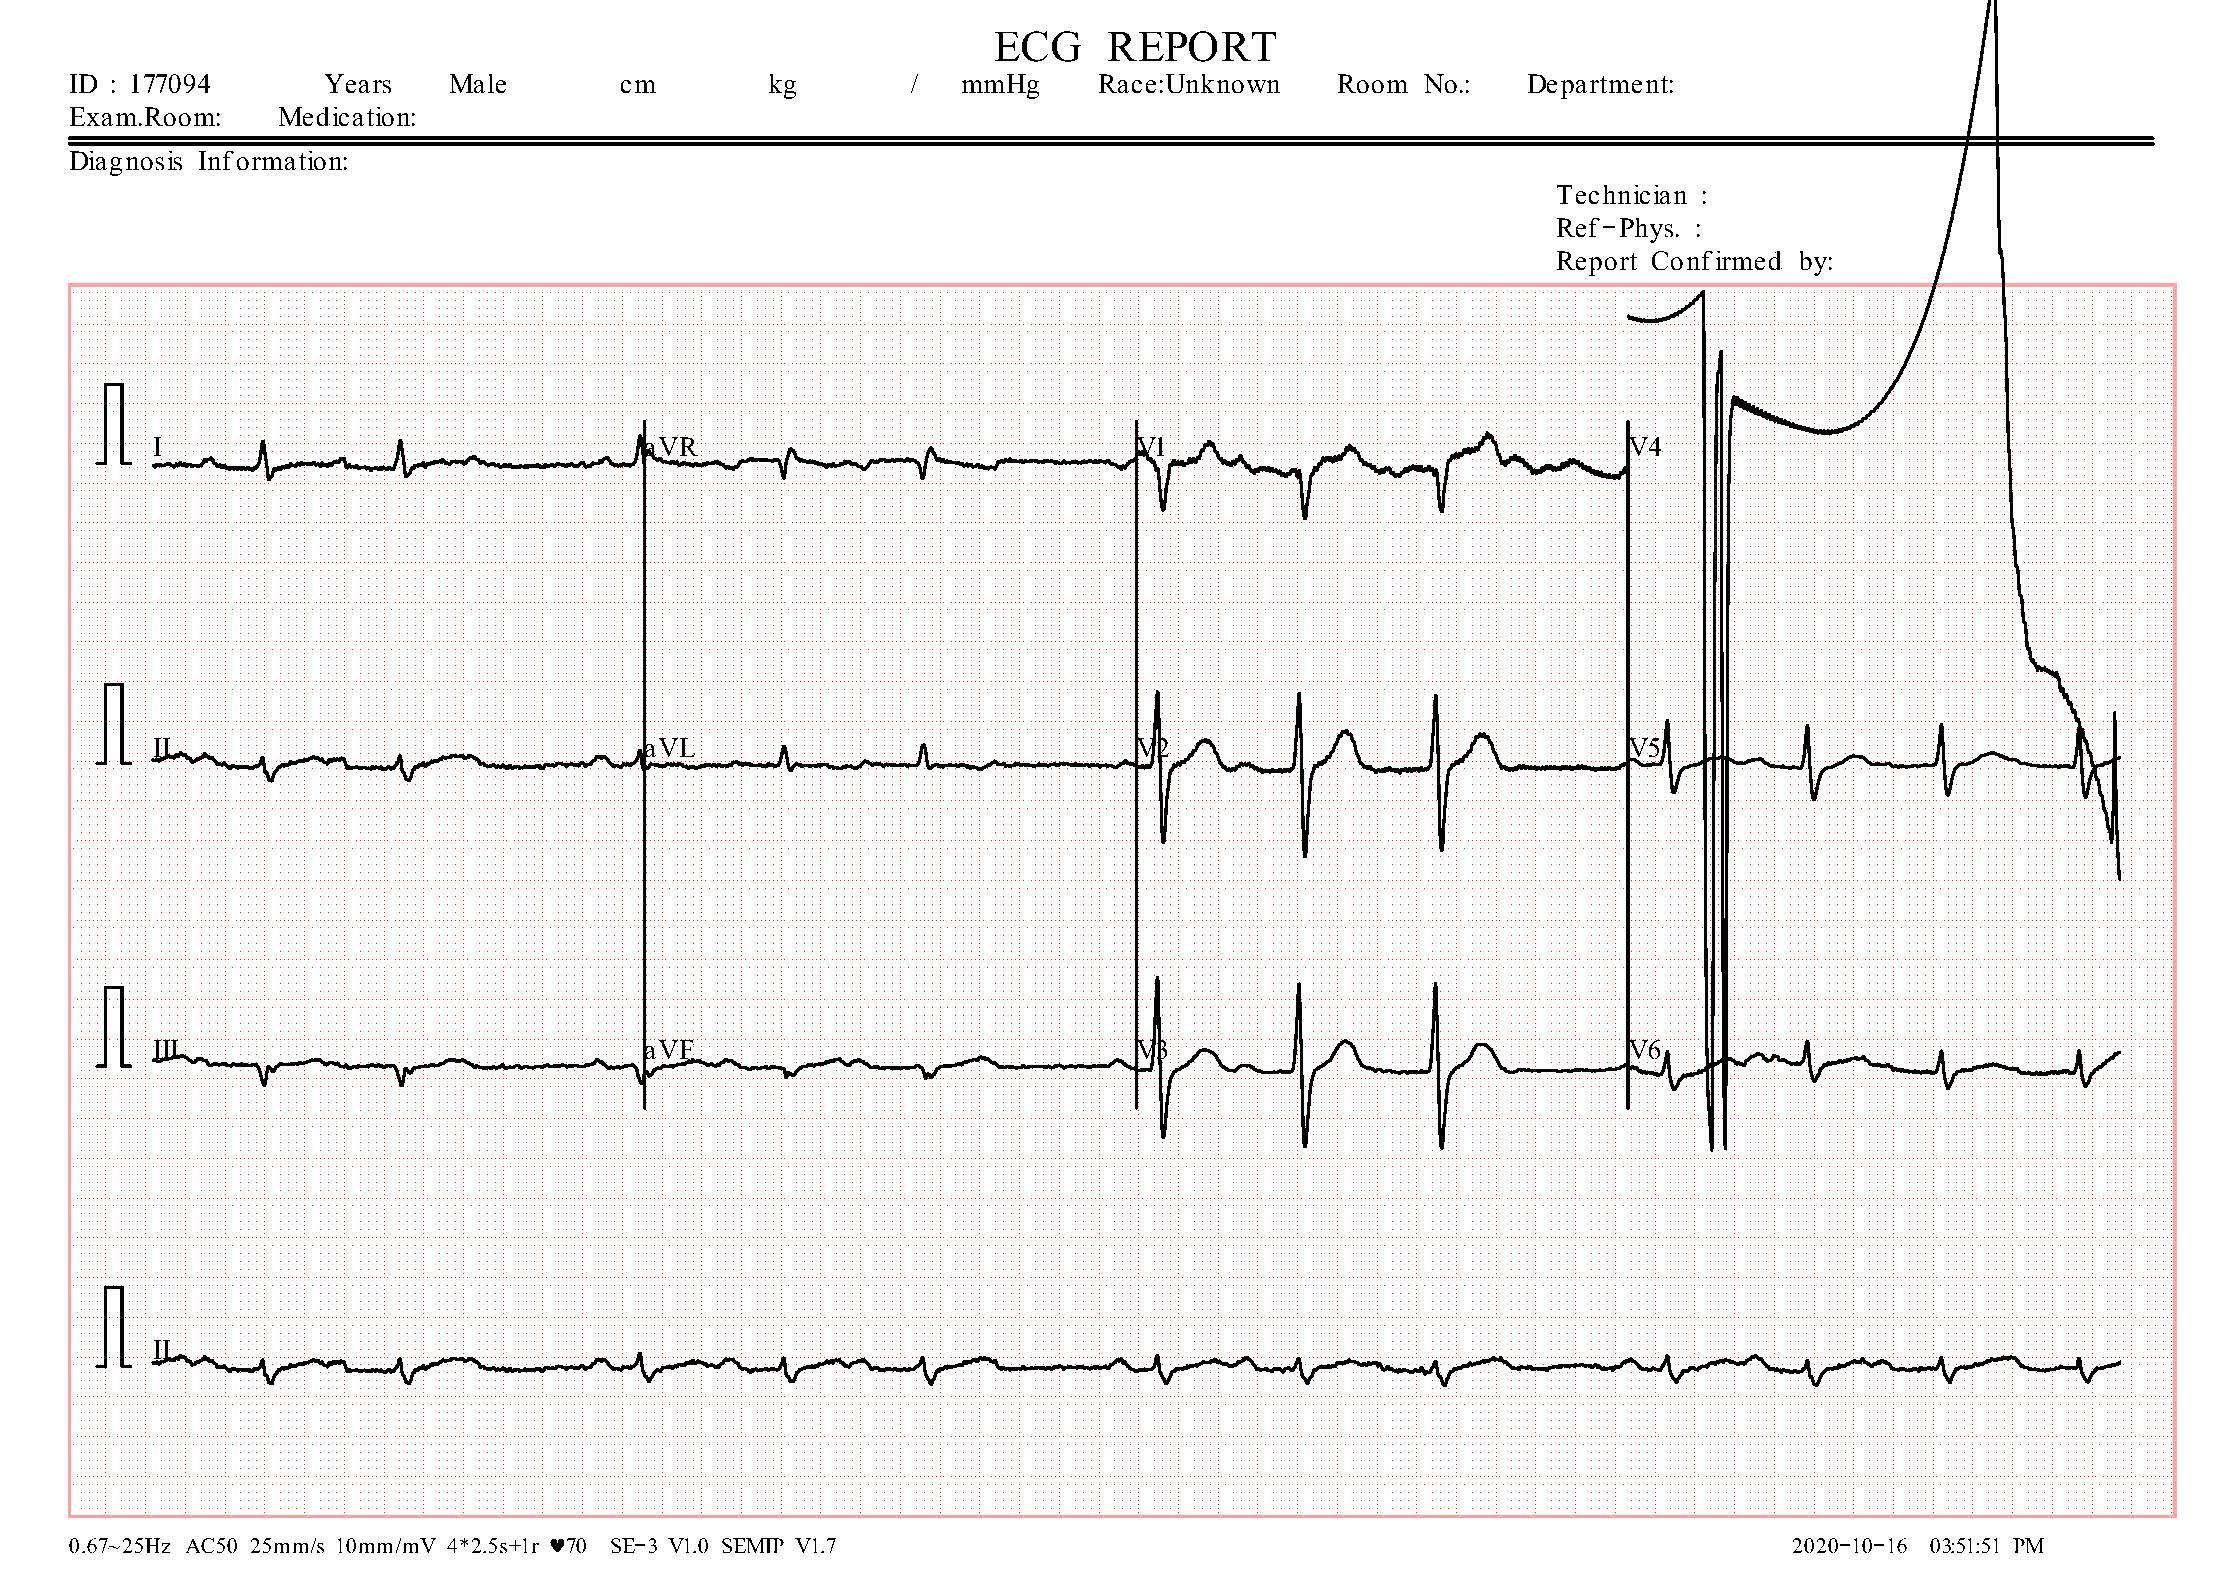 ECG REPORT
ID : 177094 Years Male cm kg / mmHg Race:Unknown Room No.: Department:
Exam.Room: Medication:
Diagnosis Information:
Technician :
Ref-Phys. :
Report Confirmed by:
I aVR V1 V4
II aVL V2 V5
III aVF V3 V6
II
0.67~25Hz AC50 25mm/s 10mm/mV 4*2.5s+1r ♥70 SE-3 V1.0 SEMIP V1.7 2020-10-16 03:51:51 PM